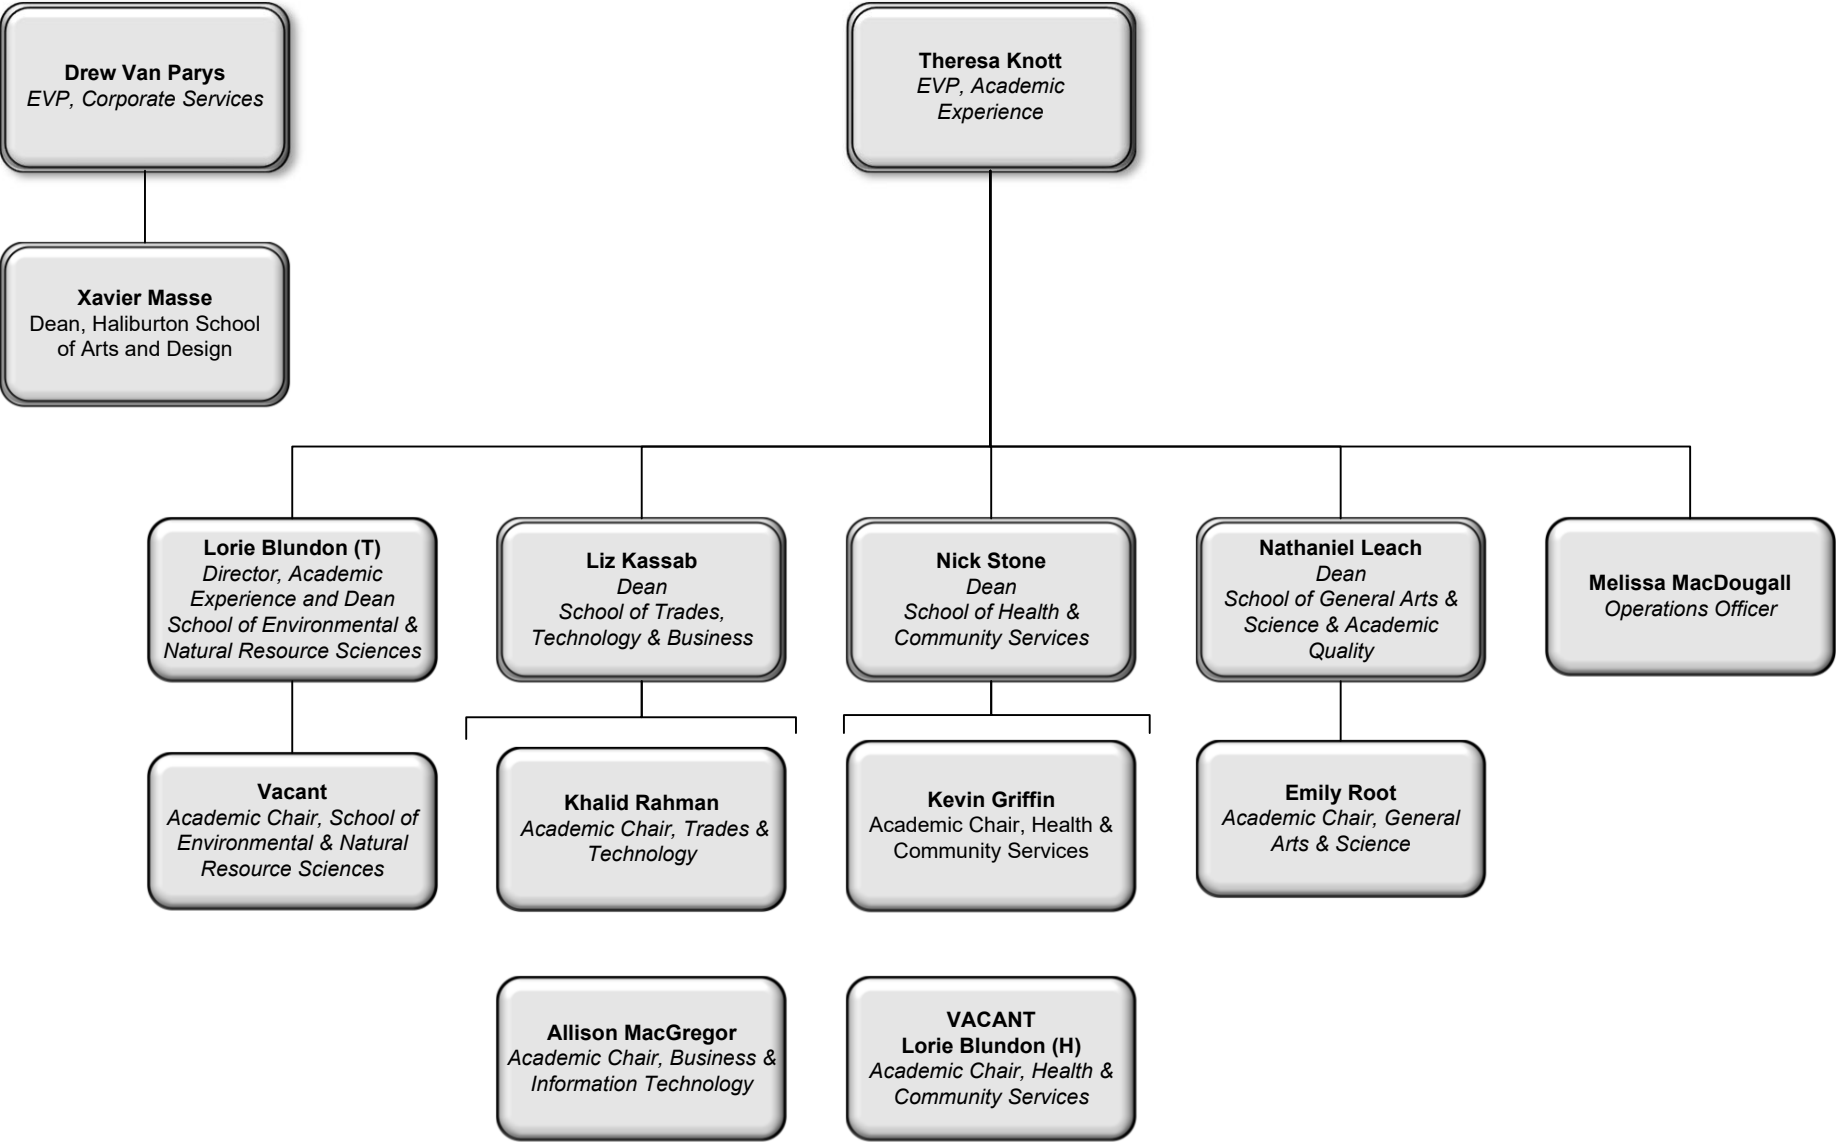 Drew Van Parys
EVP, Corporate Services
Theresa Knott
EVP, Academic
Experience
Xavier Masse
Dean, Haliburton School
of Arts and Design
Lorie Blundon (T)
Director, Academic
Experience and Dean
School of Environmental &
Natural Resource Sciences
Liz Kassab
Dean
School of Trades,
Technology & Business
Nick Stone
Dean
School of Health &
Community Services
Nathaniel Leach
Dean
School of General Arts &
Science & Academic
Quality
Melissa MacDougall
Operations Officer
Vacant
Academic Chair, School of
Environmental & Natural
Resource Sciences
Khalid Rahman
Academic Chair, Trades &
Technology
Kevin Griffin
Academic Chair, Health &
Community Services
Emily Root
Academic Chair, General
Arts & Science
Allison MacGregor
Academic Chair, Business &
Information Technology
VACANT
Lorie Blundon (H)
Academic Chair, Health &
Community Services